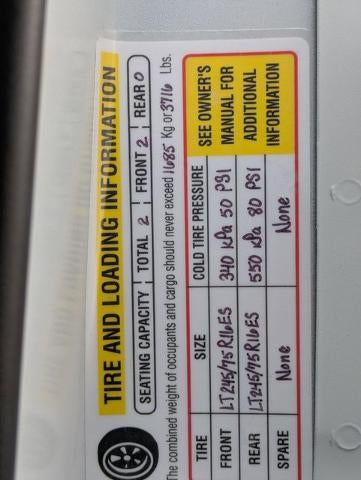 TIRE AND LOADING INFORMATION
SEATING CAPACITY TOTAL 2 FRONT 2 REAR 0
The combined weight of occupants and cargo should never exceed 1685 Kg or 3716 Lbs.
TIRE SIZE COLD TIRE PRESSURE SEE OWNER'S
FRONT LT245/75R16ES 340 kPa 50 PSI MANUAL FOR
REAR LT245/75R16ES 550 kPa 80 PSI ADDITIONAL
SPARE None None INFORMATION